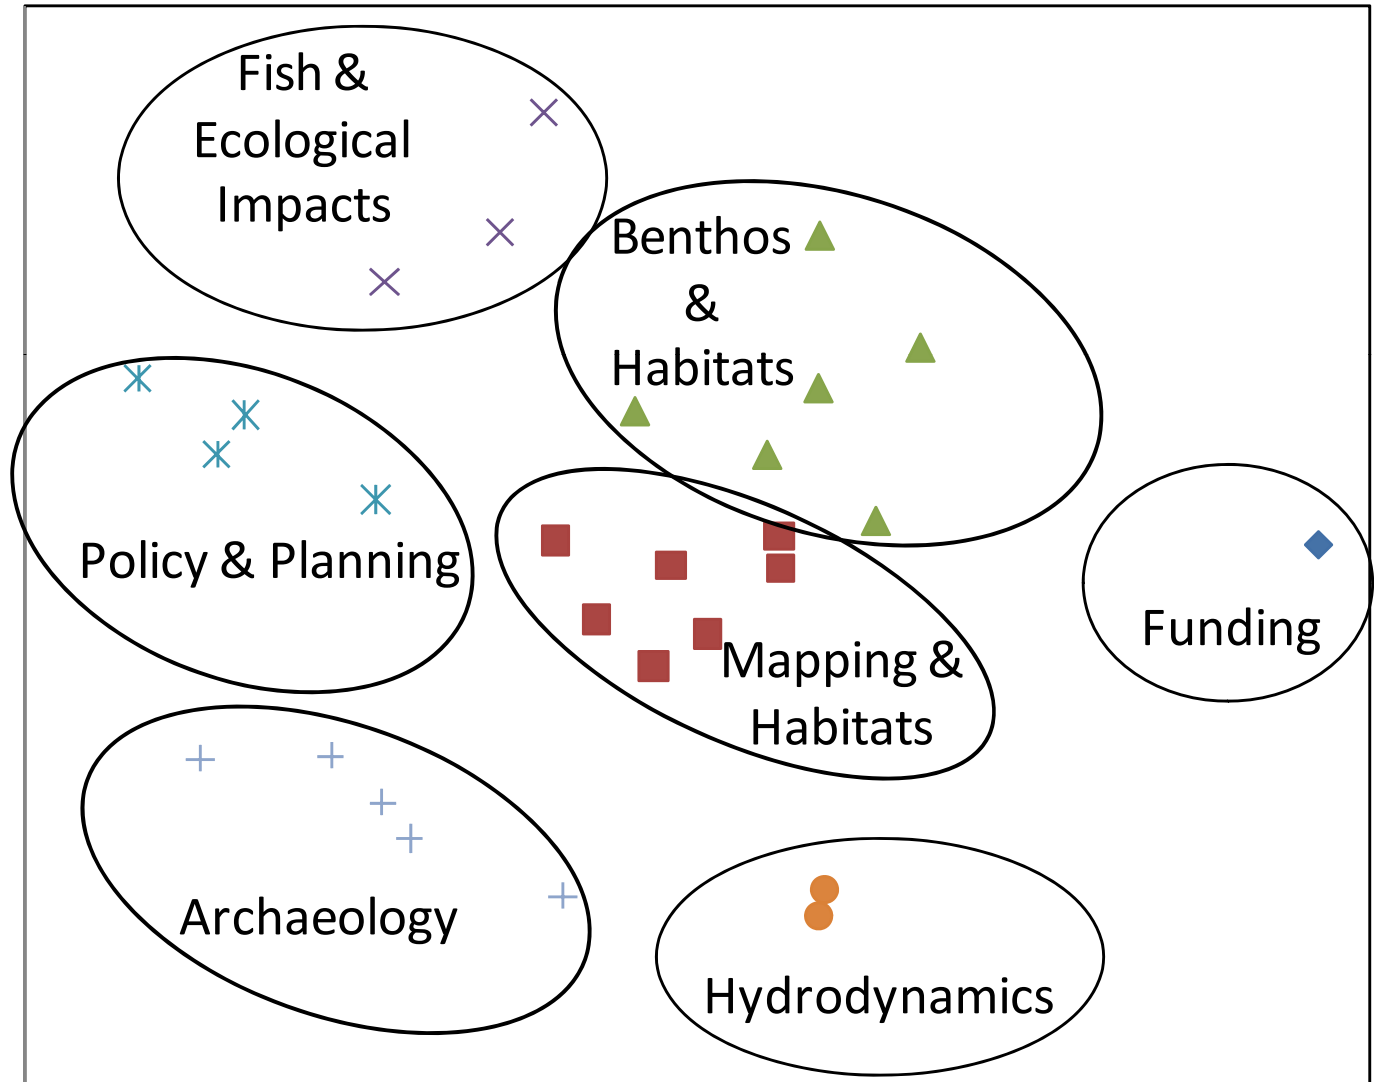 Fish &
Ecological
Impacts
Benthos
&
Habitats
Policy & Planning
Funding
Mapping &
Habitats
Archaeology
Hydrodynamics